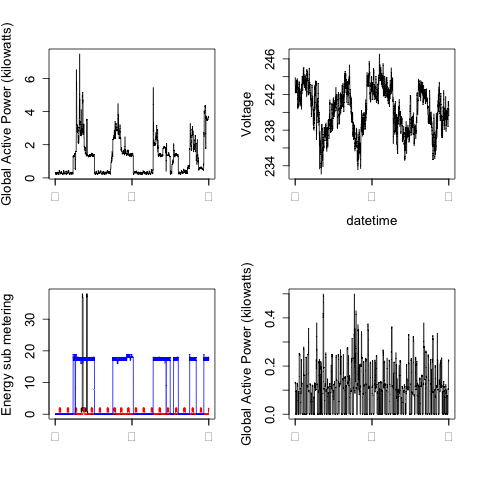 Global Active Power (kilowatts)
0 2 4 6
Voltage
234 238 242 246
datetime
Energy sub metering
0 10 20 30
Global Active Power (kilowatts)
0.0 0.2 0.4